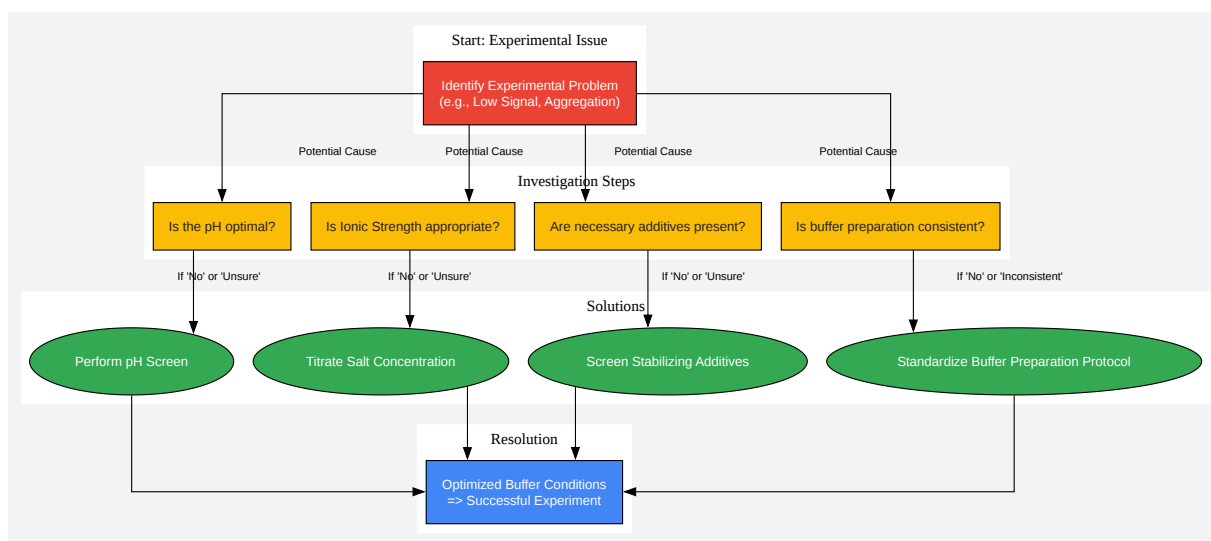 Start: Experimental Issue
Identify Experimental Problem
(e.g., Low Signal, Aggregation)
Potential Cause
Potential Cause
Potential Cause
Potential Cause
Investigation Steps
Is the pH optimal?
Is Ionic Strength appropriate?
Are necessary additives present?
Is buffer preparation consistent?
If 'No' or 'Unsure'
If 'No' or 'Unsure'
If 'No' or 'Unsure'
If 'No' or 'Inconsistent'
Solutions
Perform pH Screen
Titrate Salt Concentration
Screen Stabilizing Additives
Standardize Buffer Preparation Protocol
Resolution
Optimized Buffer Conditions
=> Successful Experiment